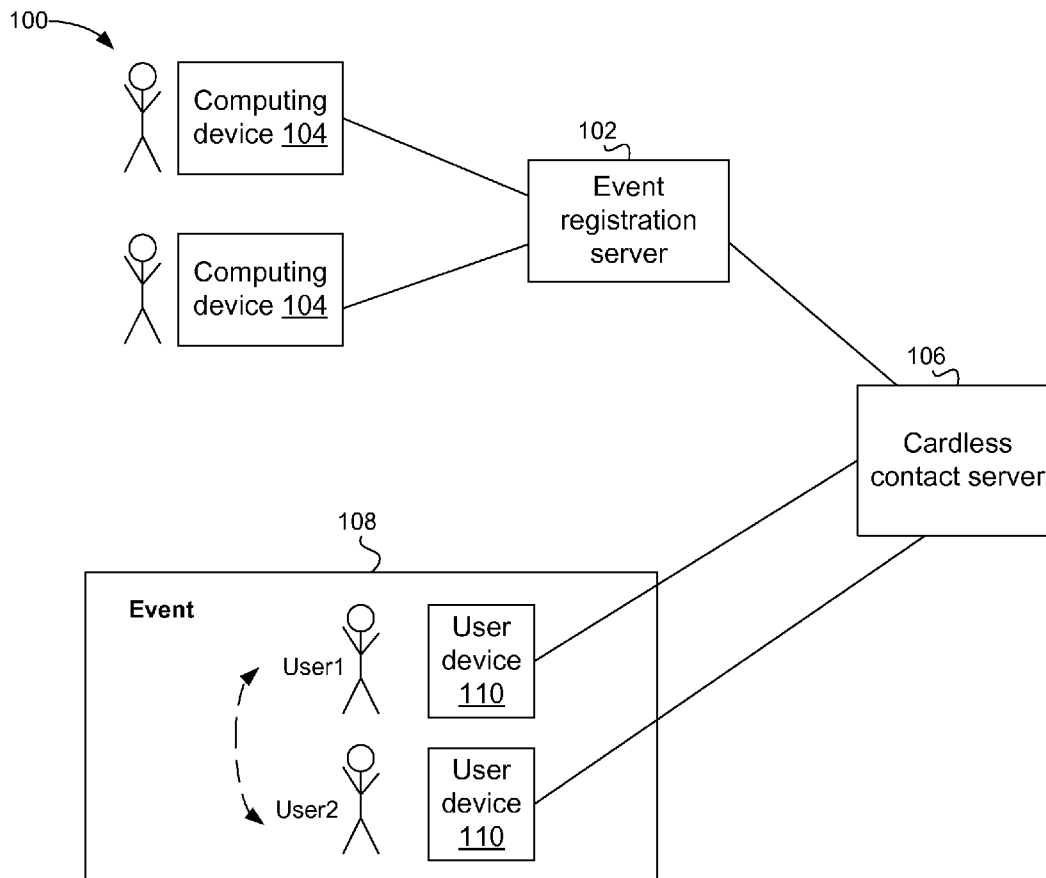 100
Computing
device 104
102
Event
registration
server
Computing
device 104
106
Cardless
contact server
108
Event
User1
User
device
110
User2
User
device
110